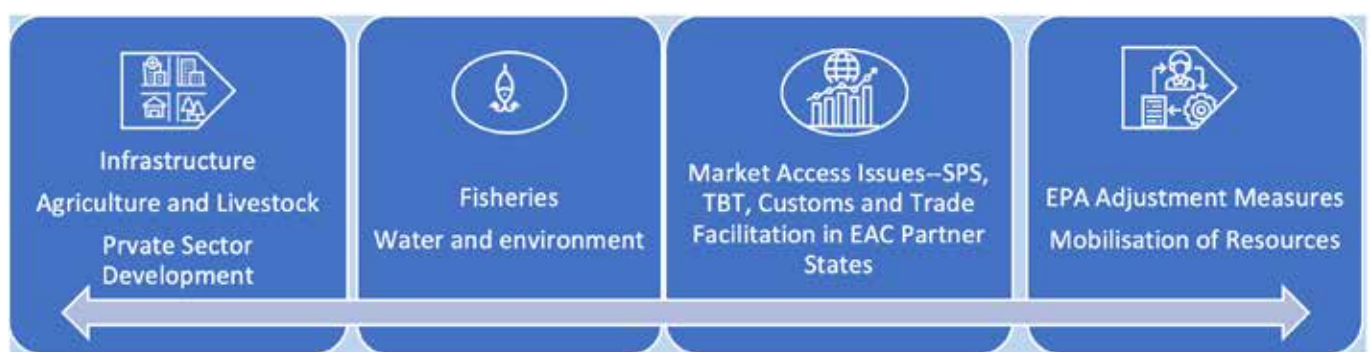 Infrastructure
Agriculture and Livestock
Prvate Sector
Development
Fisheries
Water and environment
Market Access Issues--SPS,
TBT, Customs and Trade
Facilitation in EAC Partner
States
EPA Adjustment Measures
Mobilisation of Resources